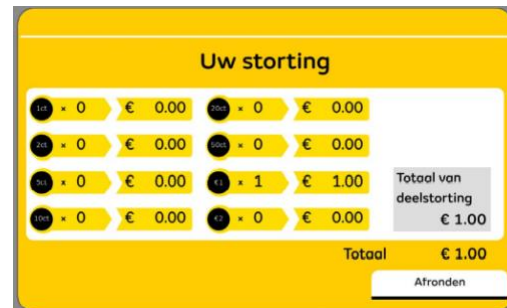 Uw storting
1ct × 0 € 0.00 20ct × 0 € 0.00
2ct × 0 € 0.00 50ct × 0 € 0.00
5ct × 0 € 0.00 €1 × 1 € 1.00
Totaal van
deelstorting
€ 1.00
10ct × 0 € 0.00 €2 × 0 € 0.00
Totaal € 1.00
Afronden